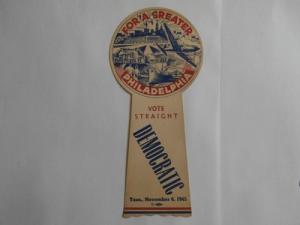 FOR A GREATER
PHILADELPHIA
VOTE
STRAIGHT
DEMOCRATIC
Tues., November 6, 1945